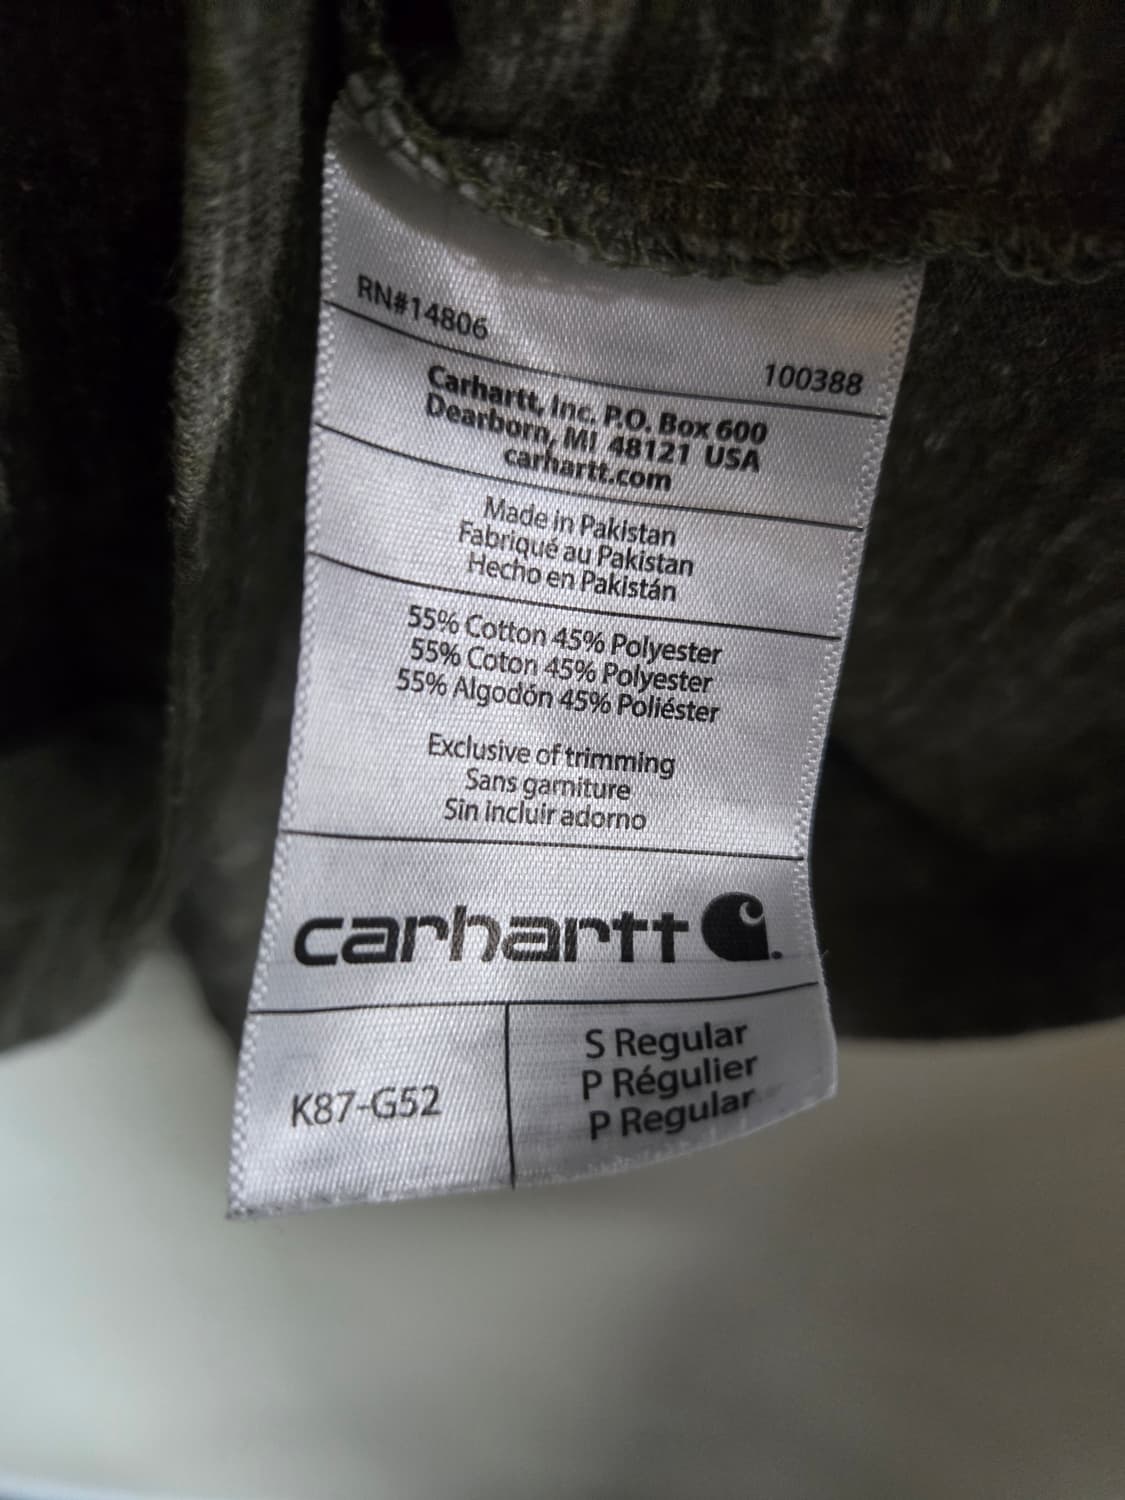 RN#14806
100388
Carhartt, Inc. P.O. Box 600
Dearborn, MI 48121 USA
carhartt.com
Made in Pakistan
Fabriqué au Pakistan
Hecho en Pakistán
55% Cotton 45% Polyester
55% Coton 45% Polyester
55% Algodón 45% Poliéster
Exclusive of trimming
Sans garniture
Sin incluir adorno
carhartt
K87-G52
S Regular
P Régulier
P Regular